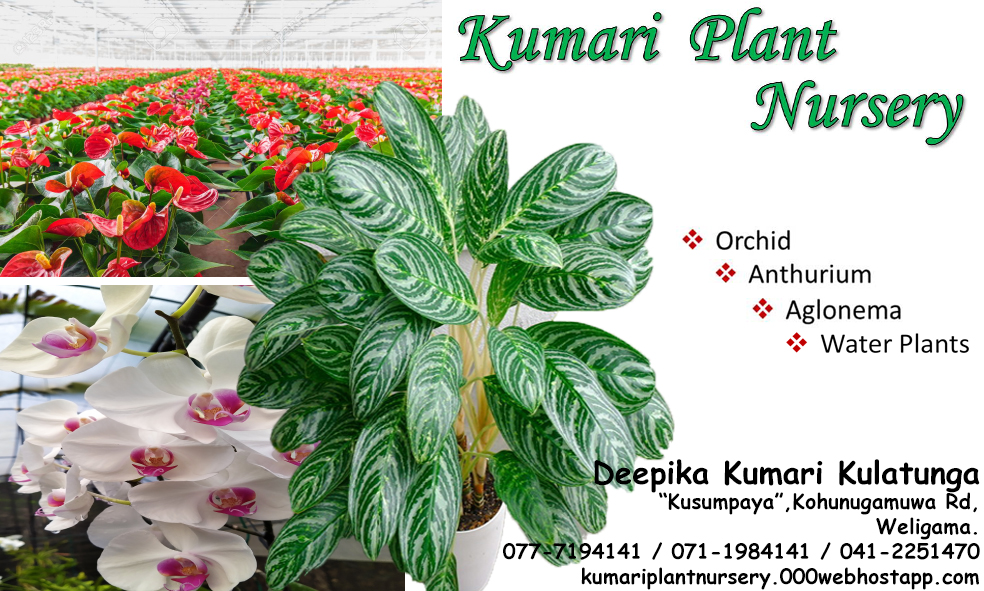 Kumari Plant
Nursery
Orchid
Anthurium
Aglonema
Water Plants
Deepika Kumari Kulatunga
“Kusumpaya”,Kohunugamuwa Rd,
Weligama.
077-7194141 / 071-1984141 / 041-2251470
kumariplantnursery.000webhostapp.com